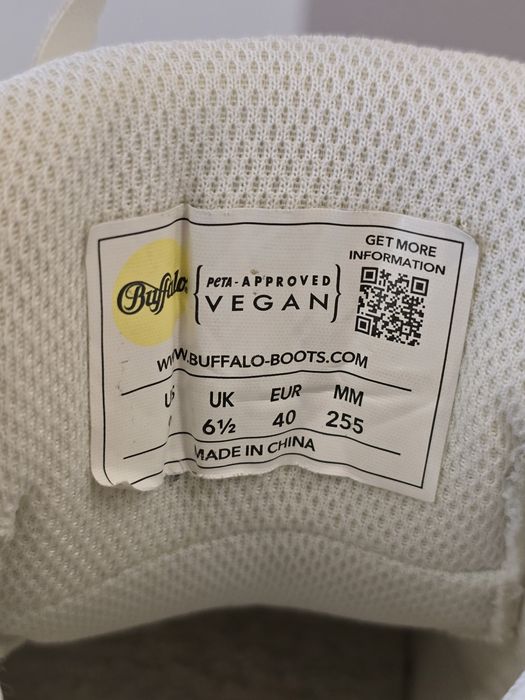 GET MORE
INFORMATION
Buffalo
PETA-APPROVED
VEGAN
WWW.BUFFALO-BOOTS.COM
US UK EUR MM
6½ 40 255
MADE IN CHINA